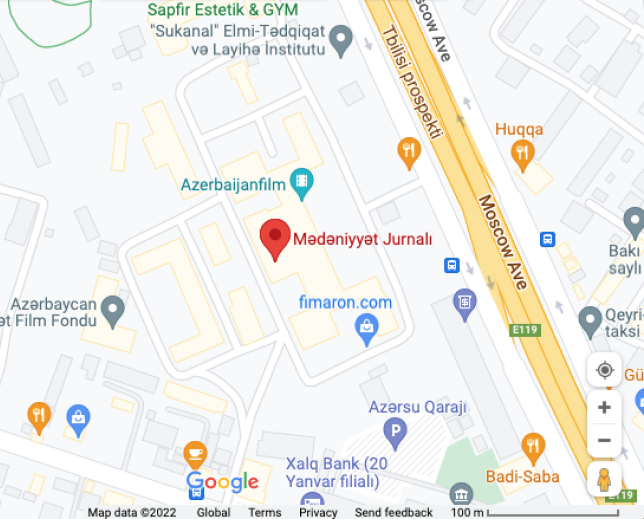 Sapfir Estetik & GYM
"Sukanal" Elmi-Tədqiqat
və Layihə İnstitutu
Moscow Ave
Tbilisi prospekti
Huqqa
Azerbaijanfilm
Moscow Ave
Mədəniyyət Jurnalı
Bakı
saylı
fimaron.com
Azərbaycan
ət Film Fondu
Qeyri-
taksi
E119
Gü
Azərsu Qarajı
P
Xalq Bank (20
Yanvar filialı)
Badi-Saba
Google
E119
Map data ©2022 Global Terms Privacy Send feedback 100 m